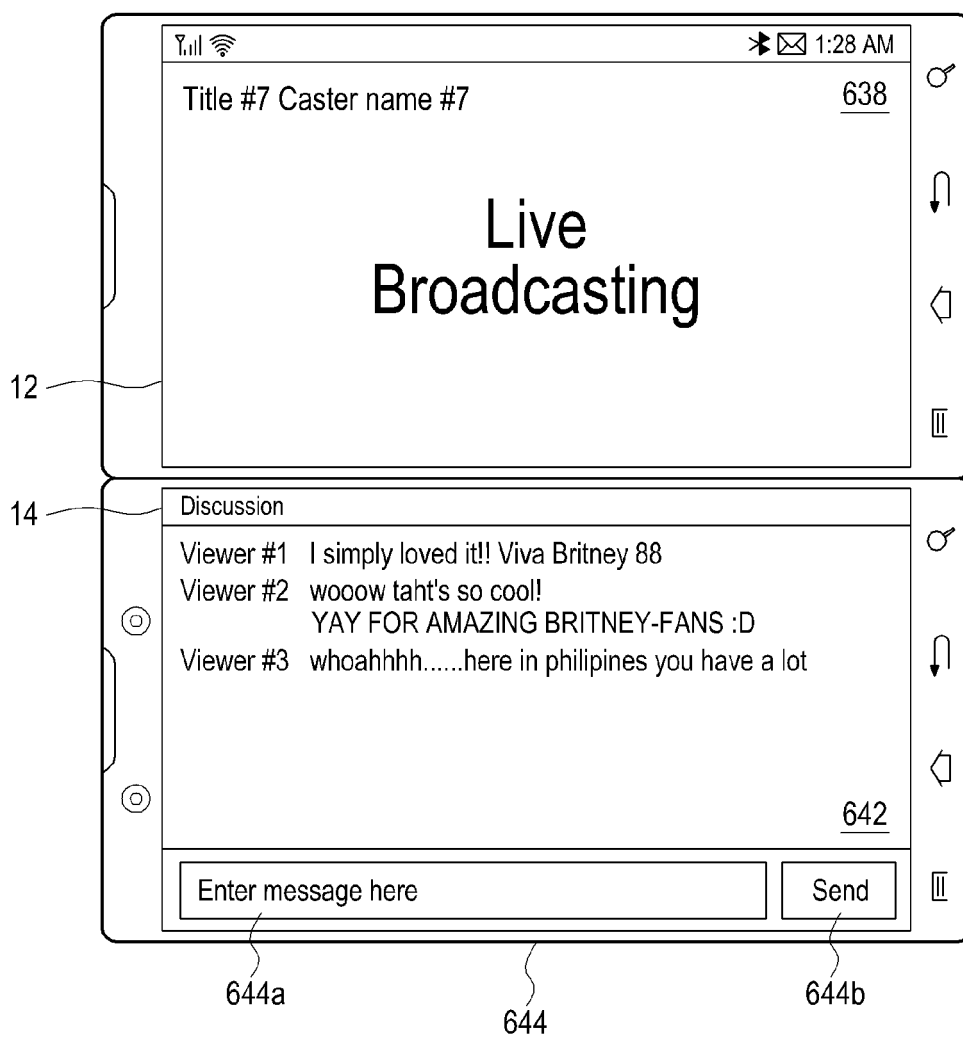 1:28 AM
Title #7 Caster name #7
638
Live
Broadcasting
12
14
Discussion
Viewer #1 I simply loved it!! Viva Britney 88
Viewer #2 wooow taht's so cool!
YAY FOR AMAZING BRITNEY-FANS :D
Viewer #3 whoahhhh......here in philipines you have a lot
642
Enter message here
Send
644a
644
644b